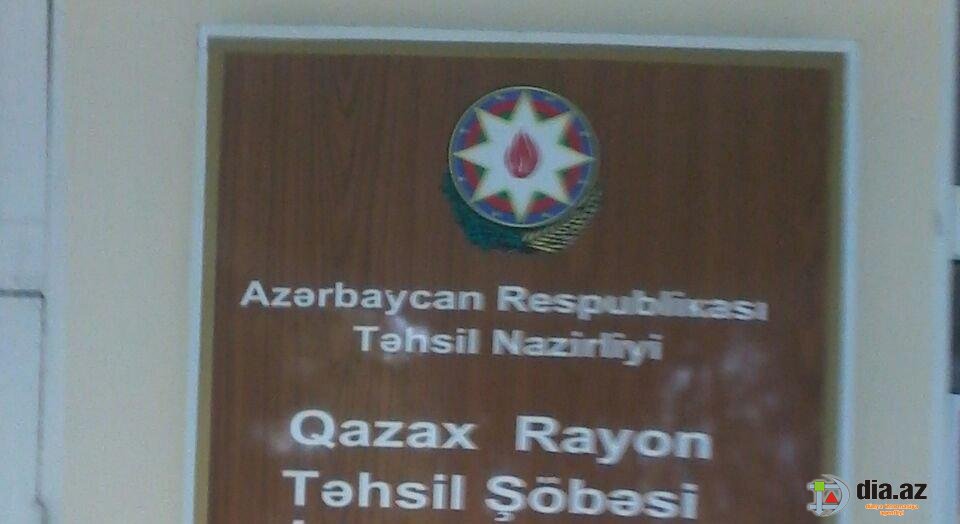 Azərbaycan Respublikası
Təhsil Nazirliyi
Qazax Rayon
Təhsil Şöbəsi
dia.az